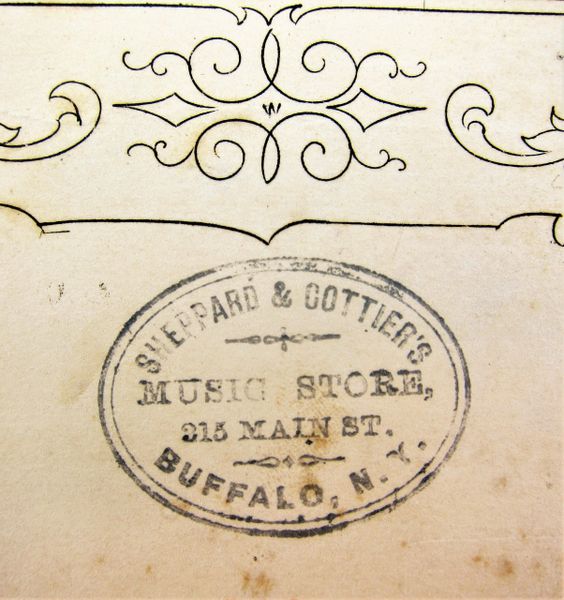 W
SHEPPARD & COTTIER'S
MUSIC STORE,
215 MAIN ST.
BUFFALO, N. Y.